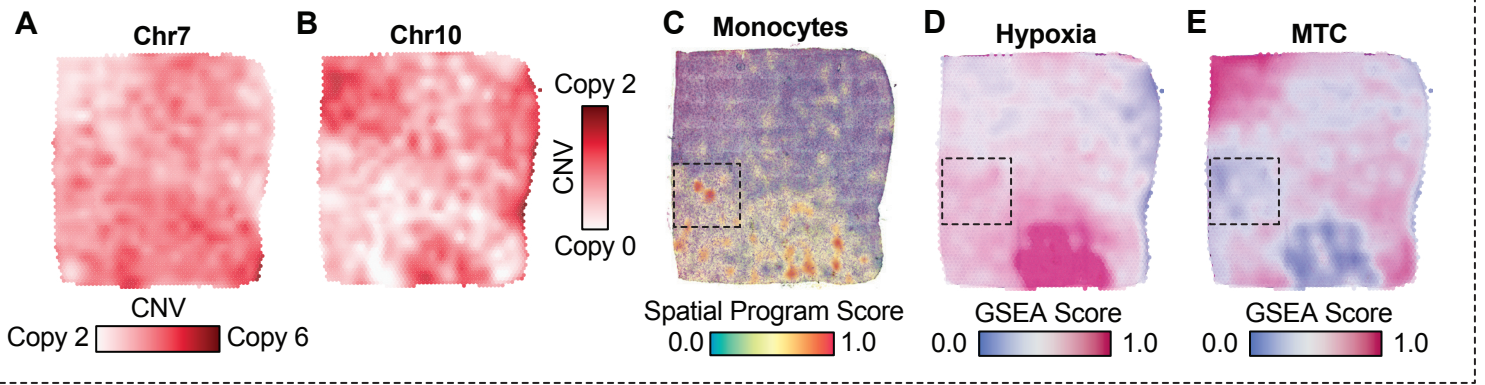 A
Chr7
CNV
Copy 2
Copy 6
B
Chr10
Copy 2
CNV
Copy 0
C
Monocytes
Spatial Program Score
0.0
1.0
D
Hypoxia
GSEA Score
0.0
1.0
E
MTC
GSEA Score
0.0
1.0